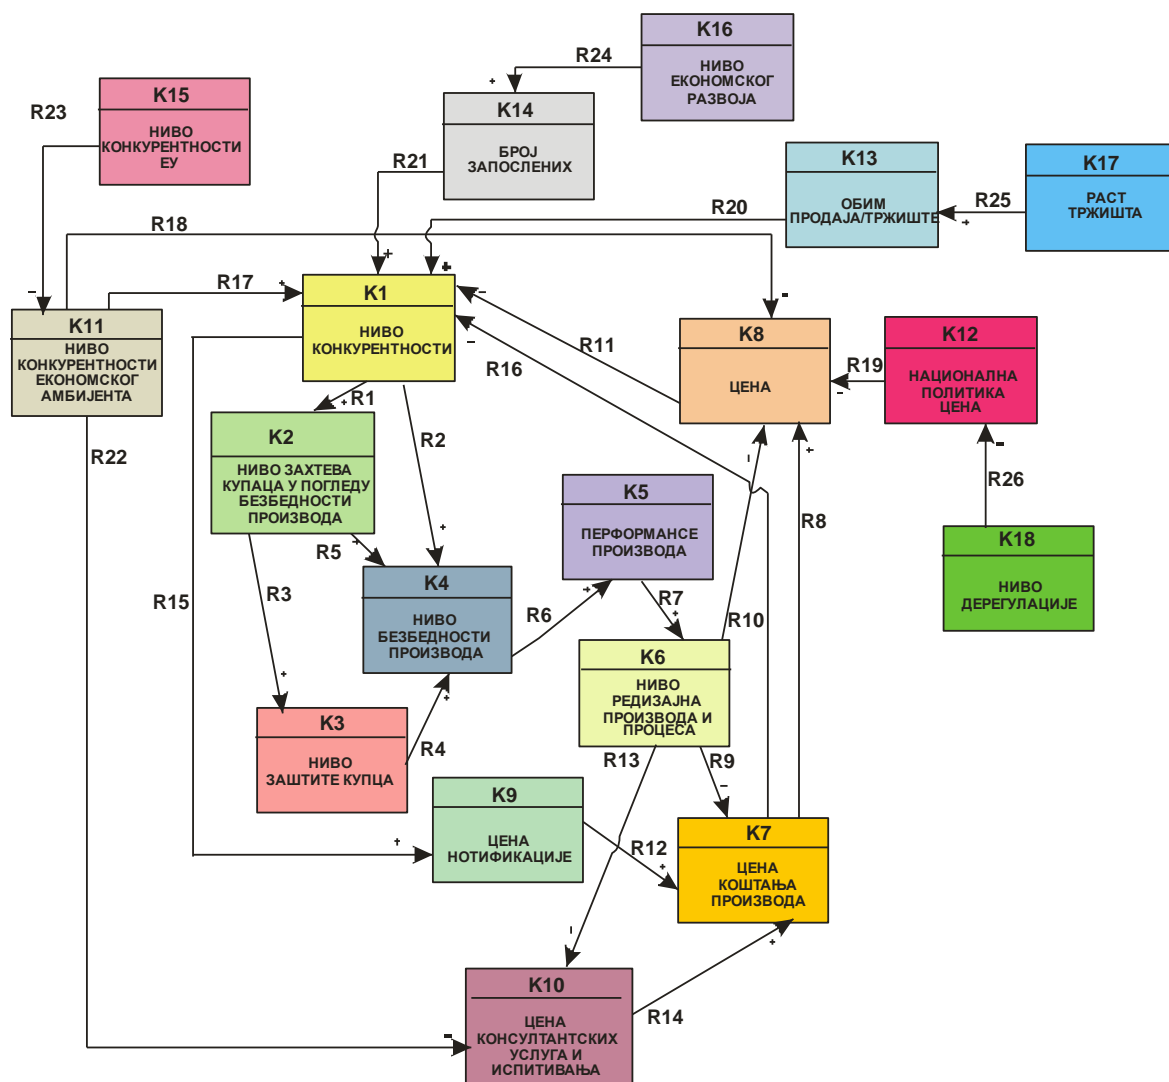 K16
НИВО
ЕКОНОМСКОГ
РАЗВОЈА
R24
+
K15
НИВО
КОНКУРЕНТНОСТИ
ЕУ
R23
–
K14
БРОЈ
ЗАПОСЛЕНИХ
R21
+
K13
ОБИМ
ПРОДАЈА/ТРЖИШТЕ
R20
+
K17
РАСТ
ТРЖИШТА
R25
+
R18
-
R17
+
K1
НИВО
КОНКУРЕНТНОСТИ
K11
НИВО
КОНКУРЕНТНОСТИ
ЕКОНОМСКОГ
АМБИЈЕНТА
K8
ЦЕНА
K12
НАЦИОНАЛНА
ПОЛИТИКА
ЦЕНА
R19
-
R11
–
R16
–
R1
+
R2
+
R22
-
K2
НИВО ЗАХТЕВА
КУПАЦА У ПОГЛЕДУ
БЕЗБЕДНОСТИ
ПРОИЗВОДА
K5
ПЕРФОРМАНСЕ
ПРОИЗВОДА
R26
-
R8
+
K18
НИВО
ДЕРЕГУЛАЦИЈЕ
R5
+
R3
+
R15
+
K4
НИВО
БЕЗБЕДНОСТИ
ПРОИЗВОДА
R6
+
R7
+
R10
–
K6
НИВО
РЕДИЗАЈНА
ПРОИЗВОДА И
ПРОЦЕСА
K3
НИВО
ЗАШТИТЕ КУПЦА
R4
+
R13
–
R9
–
K9
ЦЕНА
НОТИФИКАЦИЈЕ
R12
+
K7
ЦЕНА
КОШТАЊА
ПРОИЗВОДА
K10
ЦЕНА
КОНСУЛТАНТСКИХ
УСЛУГА И
ИСПИТИВАЊА
R14
+